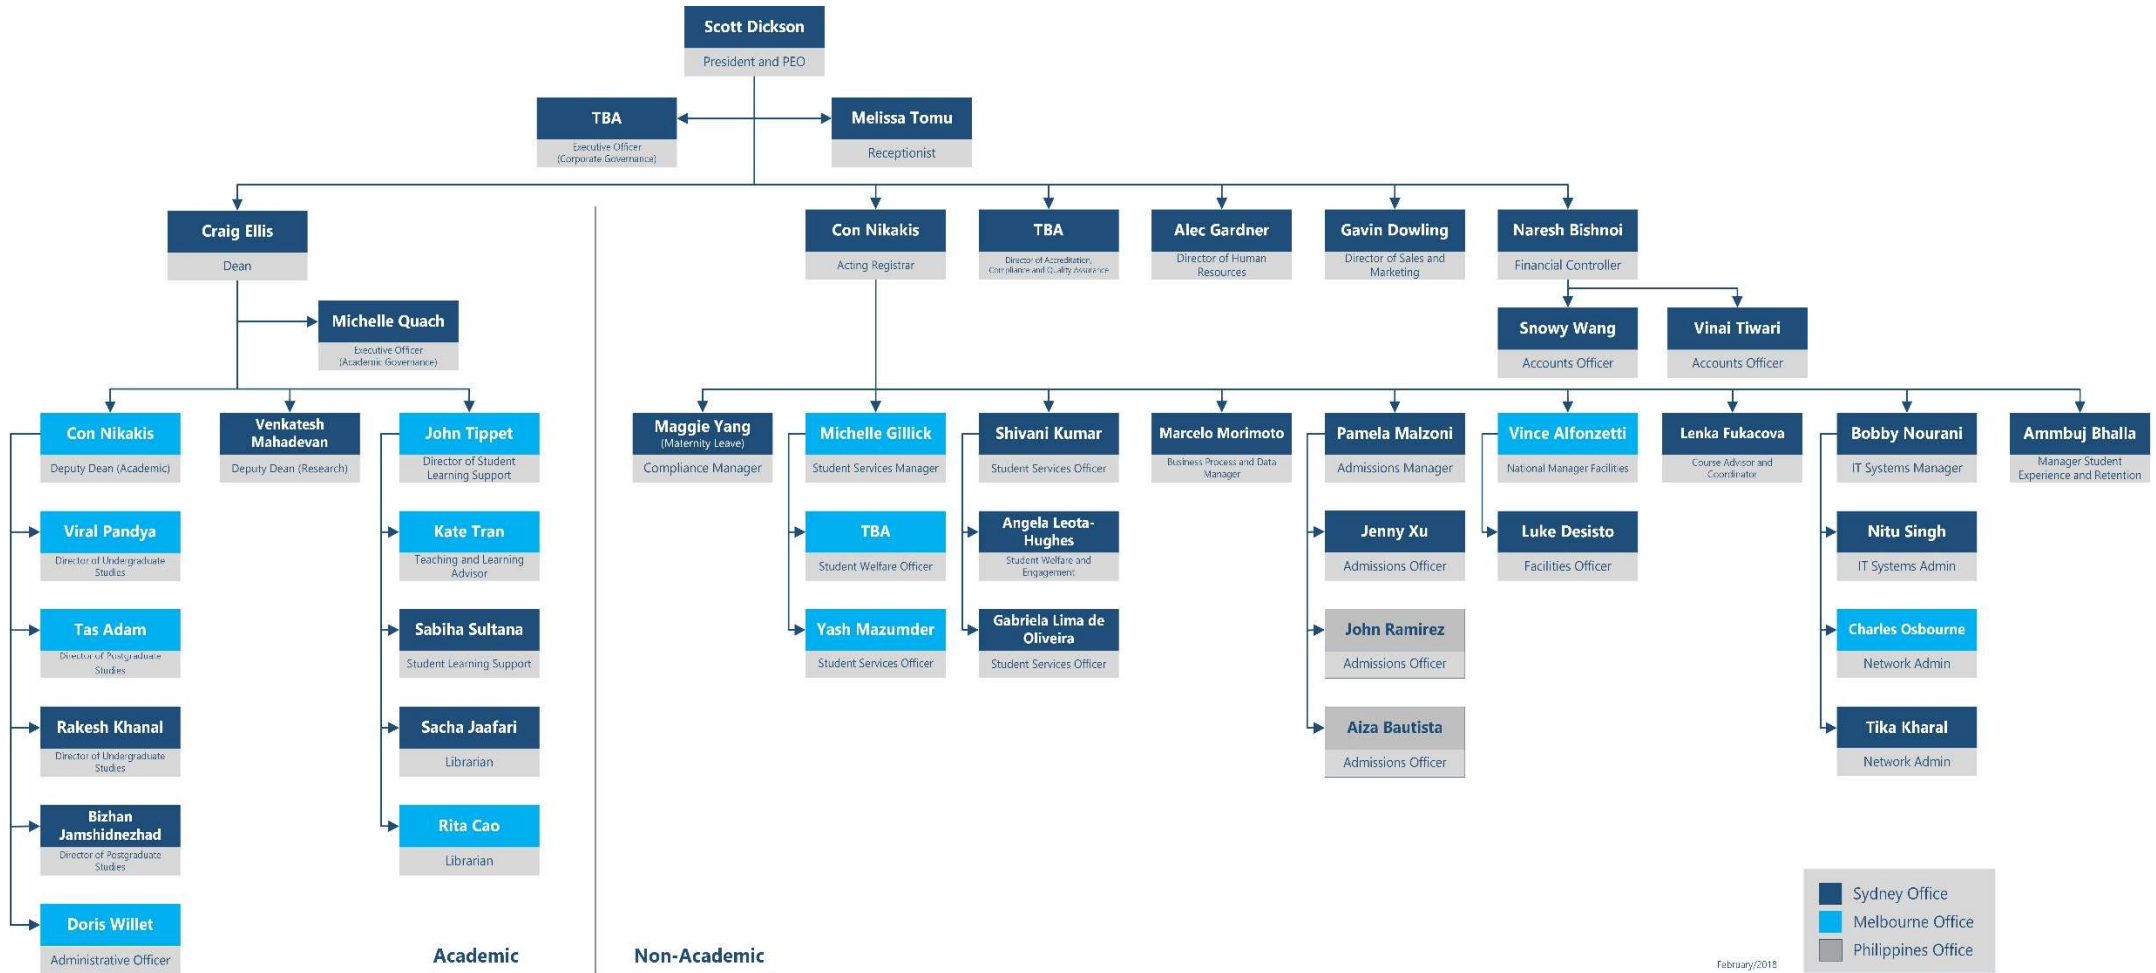 Scott Dickson
President and PEO
TBA
Executive Officer
(Corporate Governance)
Melissa Tomu
Receptionist
Craig Ellis
Dean
Con Nikakis
Acting Registrar
TBA
Director of Accreditation,
Compliance and Quality Assurance
Alec Gardner
Director of Human
Resources
Gavin Dowling
Director of Sales and
Marketing
Naresh Bishnoi
Financial Controller
Michelle Quach
Executive Officer
(Academic Governance)
Snowy Wang
Accounts Officer
Vinai Tiwari
Accounts Officer
Con Nikakis
Deputy Dean (Academic)
Venkatesh
Mahadevan
Deputy Dean (Research)
John Tippet
Director of Student
Learning Support
Maggie Yang
(Maternity Leave)
Compliance Manager
Michelle Gillick
Student Services Manager
Shivani Kumar
Student Services Officer
Marcelo Morimoto
Business Process and Data
Manager
Pamela Malzoni
Admissions Manager
Vince Alfonzetti
National Manager Facilities
Lenka Fukacova
Course Advisor and
Coordinator
Bobby Nourani
IT Systems Manager
Ammbuj Bhalla
Manager Student
Experience and Retention
Viral Pandya
Director of Undergraduate
Studies
Kate Tran
Teaching and Learning
Advisor
TBA
Student Welfare Officer
Angela Leota-
Hughes
Student Welfare and
Engagement
Jenny Xu
Admissions Officer
Luke Desisto
Facilities Officer
Nitu Singh
IT Systems Admin
Tas Adam
Director of Postgraduate
Studies
Sabiha Sultana
Student Learning Support
Yash Mazumder
Student Services Officer
Gabriela Lima de
Oliveira
Student Services Officer
John Ramirez
Admissions Officer
Charles Osbourne
Network Admin
Rakesh Khanal
Director of Undergraduate
Studies
Sacha Jaafari
Librarian
Aiza Bautista
Admissions Officer
Tika Kharal
Network Admin
Bizhan
Jamshidnezhad
Director of Postgraduate
Studies
Rita Cao
Librarian
Doris Willet
Administrative Officer
Academic
Non-Academic
February/2018
Sydney Office
Melbourne Office
Philippines Office